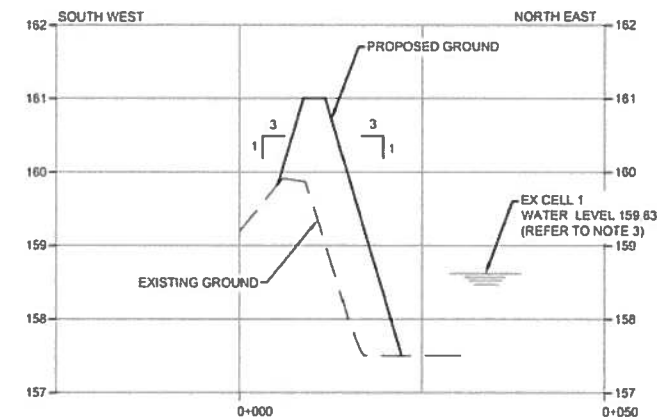 SOUTH WEST
NORTH EAST
162
162
PROPOSED GROUND
161
161
3
1
3
1
160
160
EX CELL 1
WATER LEVEL 159.63
(REFER TO NOTE 3)
159
159
EXISTING GROUND
158
158
157
157
0+000
0+050